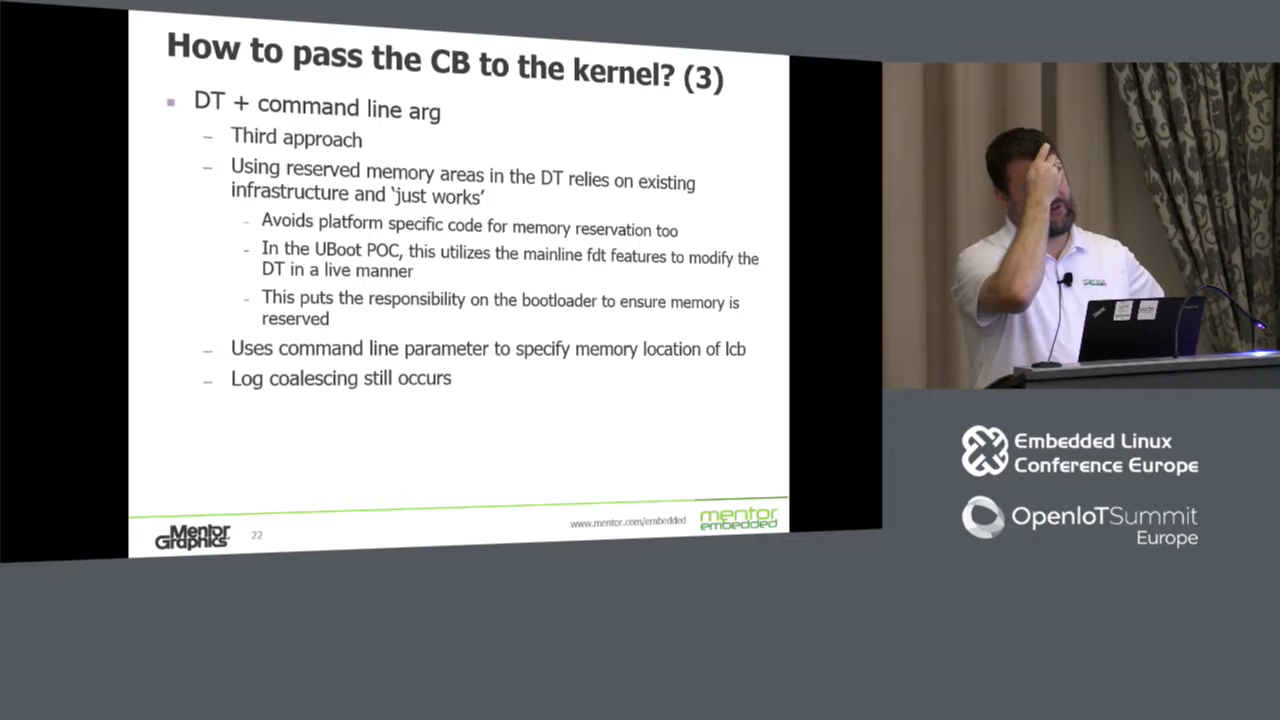 How to pass the CB to the kernel? (3)
DT + command line arg
– Third approach
– Using reserved memory areas in the DT relies on existing
infrastructure and ‘just works’
- Avoids platform specific code for memory reservation too
- In the UBoot POC, this utilizes the mainline fdt features to modify the
DT in a live manner
- This puts the responsibility on the bootloader to ensure memory is
reserved
– Uses command line parameter to specify memory location of lcb
– Log coalescing still occurs
Mentor
Graphics
22
www.mentor.com/embedded
mentor
embedded
Embedded Linux
Conference Europe
OpenIoTSummit
Europe